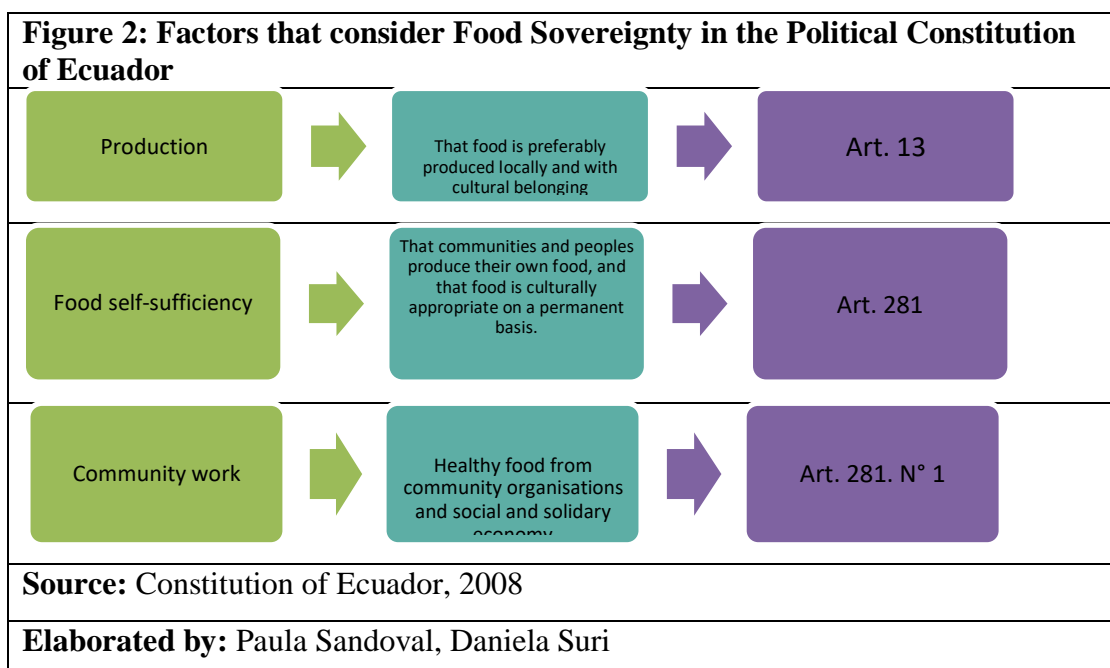 Figure 2: Factors that consider Food Sovereignty in the Political Constitution
of Ecuador
Production
That food is preferably
produced locally and with
cultural belonging
Art. 13
Food self-sufficiency
That communities and peoples
produce their own food, and
that food is culturally
appropriate on a permanent
basis.
Art. 281
Community work
Healthy food from
community organisations
and social and solidary
economy
Art. 281. N° 1
Source: Constitution of Ecuador, 2008
Elaborated by: Paula Sandoval, Daniela Suri